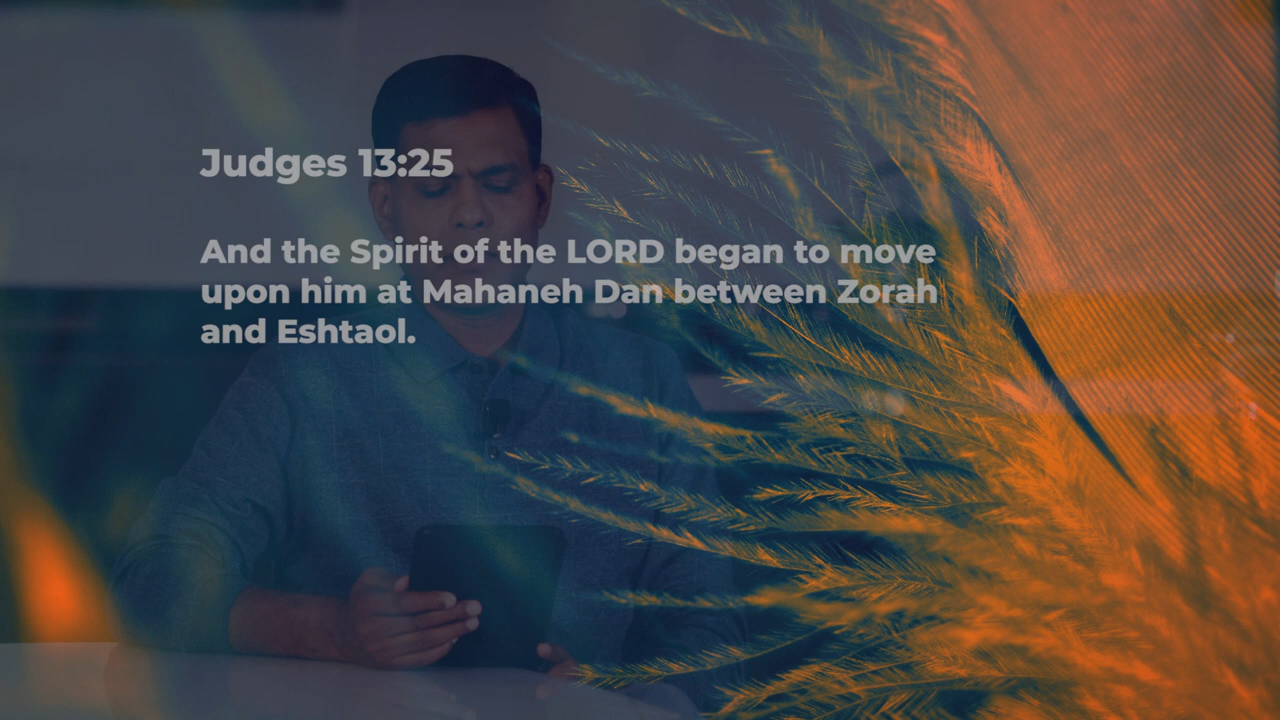 Judges 13:25
And the Spirit of the LORD began to move
upon him at Mahaneh Dan between Zorah
and Eshtaol.